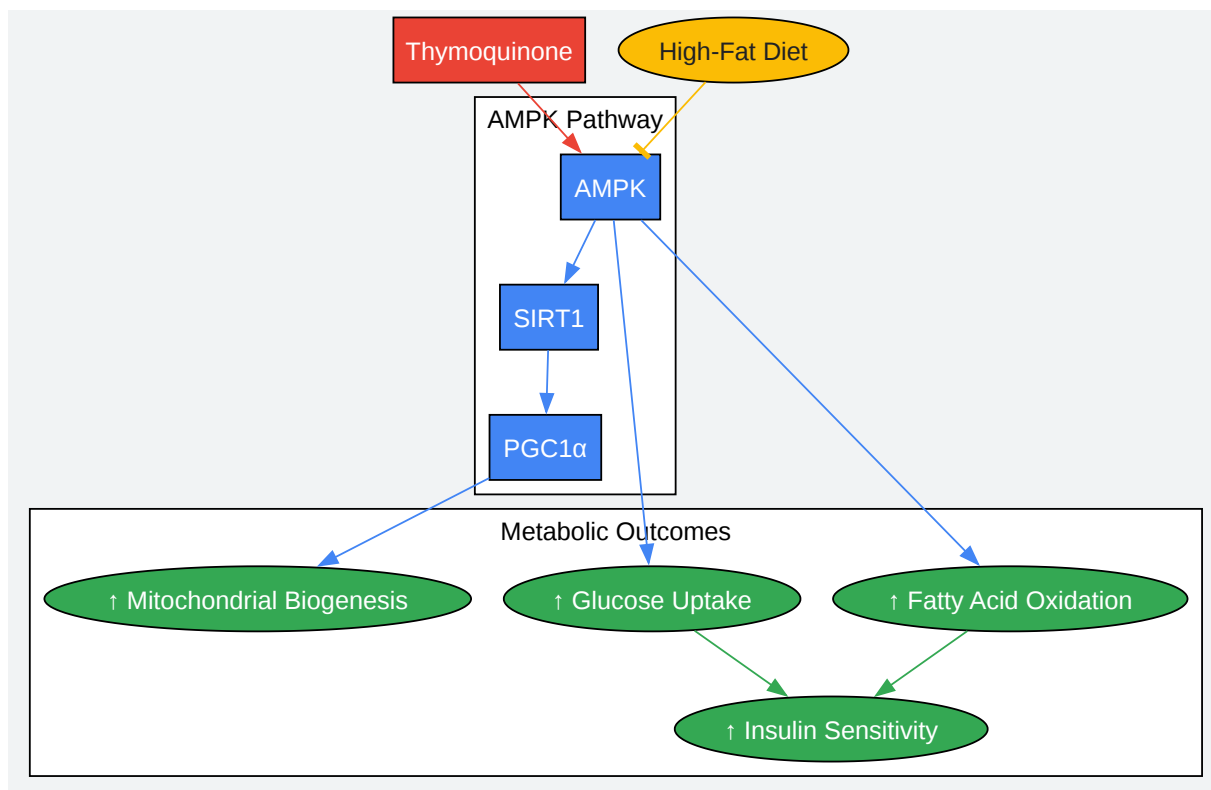 Thymoquinone
High-Fat Diet
AMPK Pathway
AMPK
SIRT1
PGC1α
Metabolic Outcomes
↑ Mitochondrial Biogenesis
↑ Glucose Uptake
↑ Fatty Acid Oxidation
↑ Insulin Sensitivity